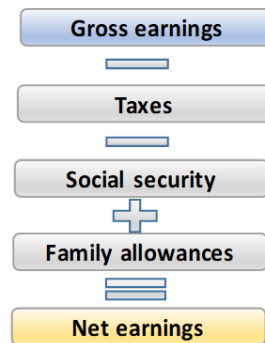 Gross earnings
Taxes
Social security
Family allowances
Net earnings